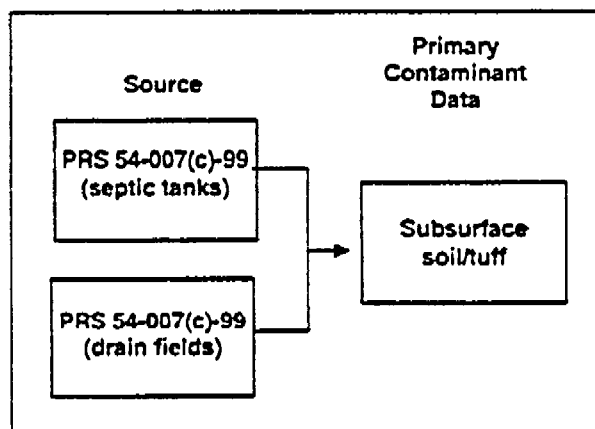 Source
Primary
Contaminant
Data
PRS 54-007(c)-99
(septic tanks)
Subsurface
soil/tuff
PRS 54-007(c)-99
(drain fields)